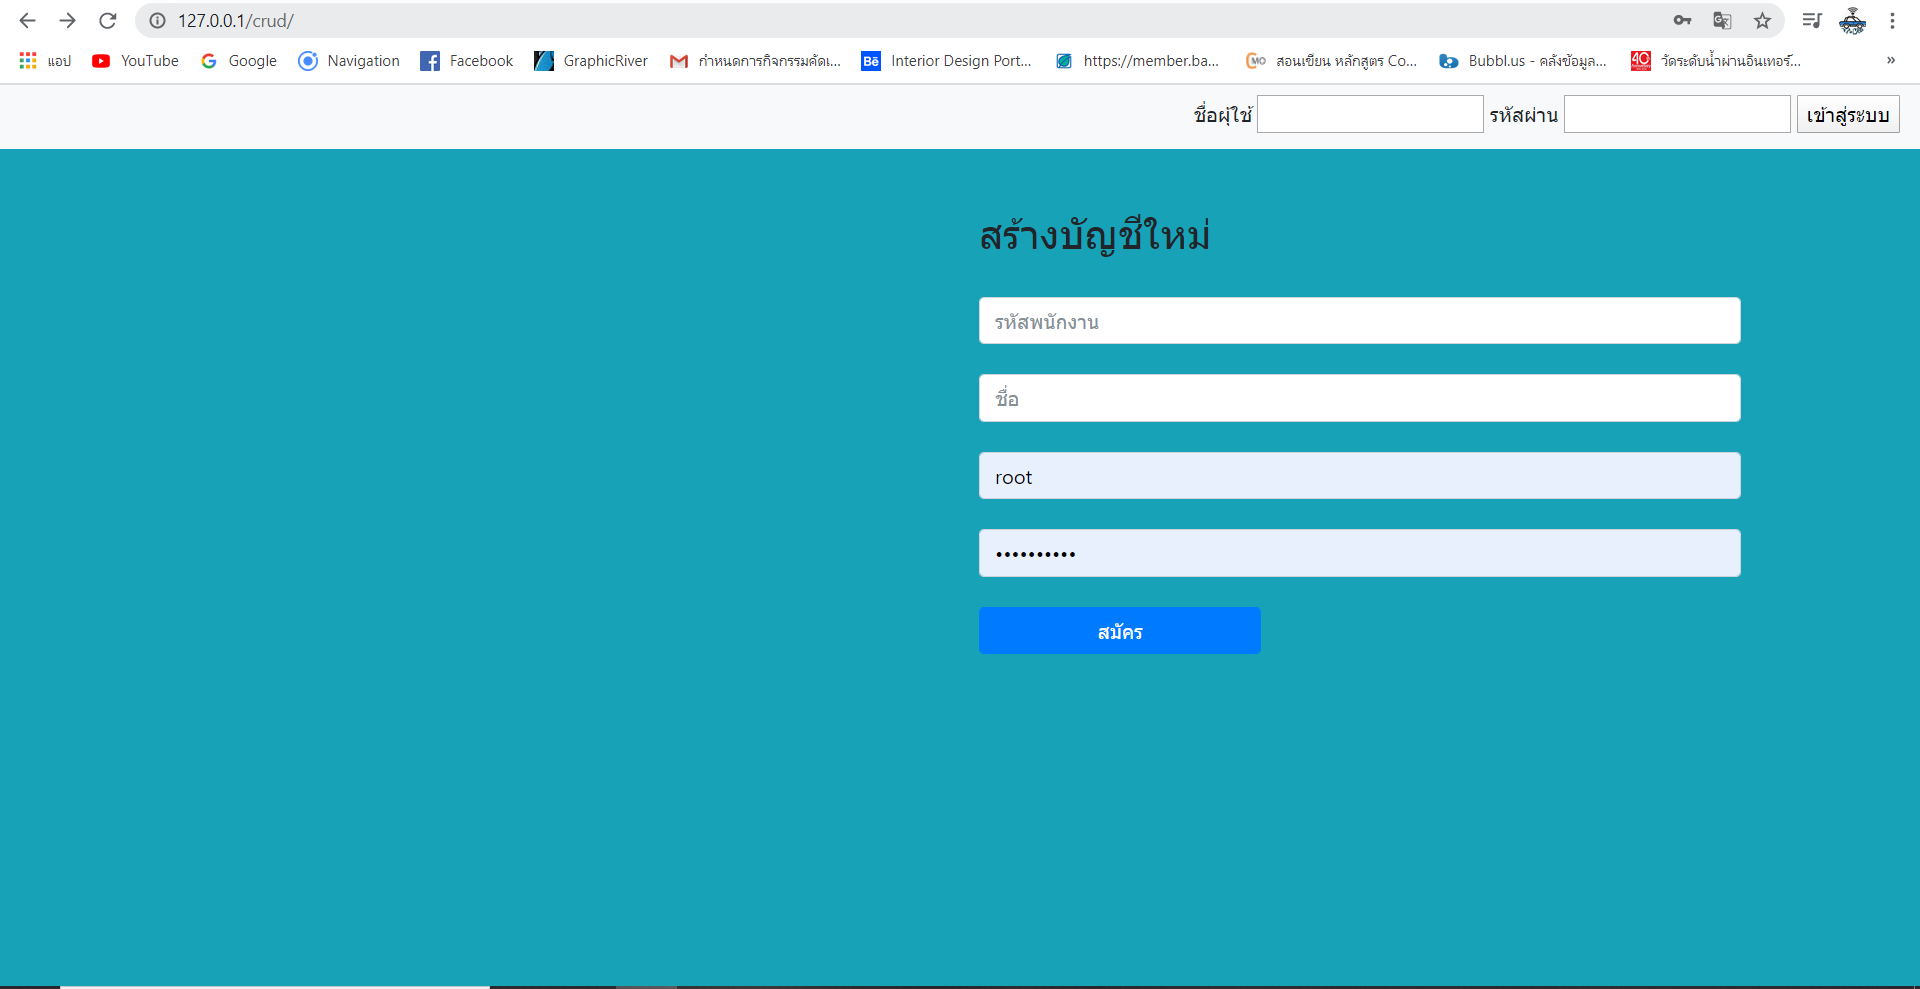 127.0.0.1/crud/
แอป YouTube Google Navigation Facebook GraphicRiver กำหนดการกิจกรรมคัดเ... Interior Design Port... https://member.ba... สอนเขียน หลักสูตร Co... Bubbl.us - คลังข้อมูล... วัดระดับน้ำผ่านอินเทอร์... »
ชื่อผุ้ใช้ รหัสผ่าน เข้าสู่ระบบ
สร้างบัญชีใหม่
รหัสพนักงาน
ชื่อ
root
••••••••••
สมัคร